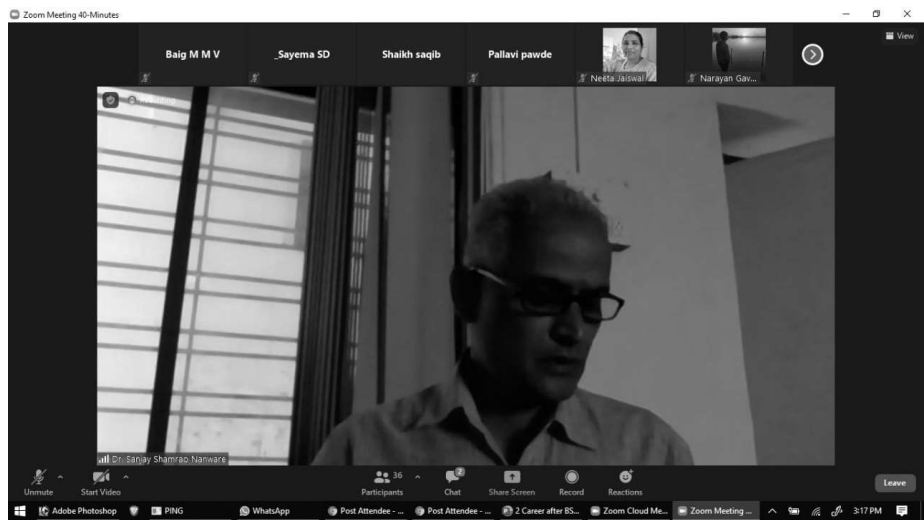 Zoom Meeting 40-Minutes
View
Baig M M V
_Sayema SD
Shaikh saqib
Pallavi pawde
Neeta Jaiswal
Narayan Gav...
Recording
Dr. Sanjay Shamrao Nanware
36
2
Unmute
Start Video
Participants
Chat
Share Screen
Record
Reactions
Leave
Adobe Photoshop
PING
WhatsApp
Post Attendee - ...
Post Attendee - ...
2 Career after BS...
Zoom Cloud Me...
Zoom Meeting ...
3:17 PM